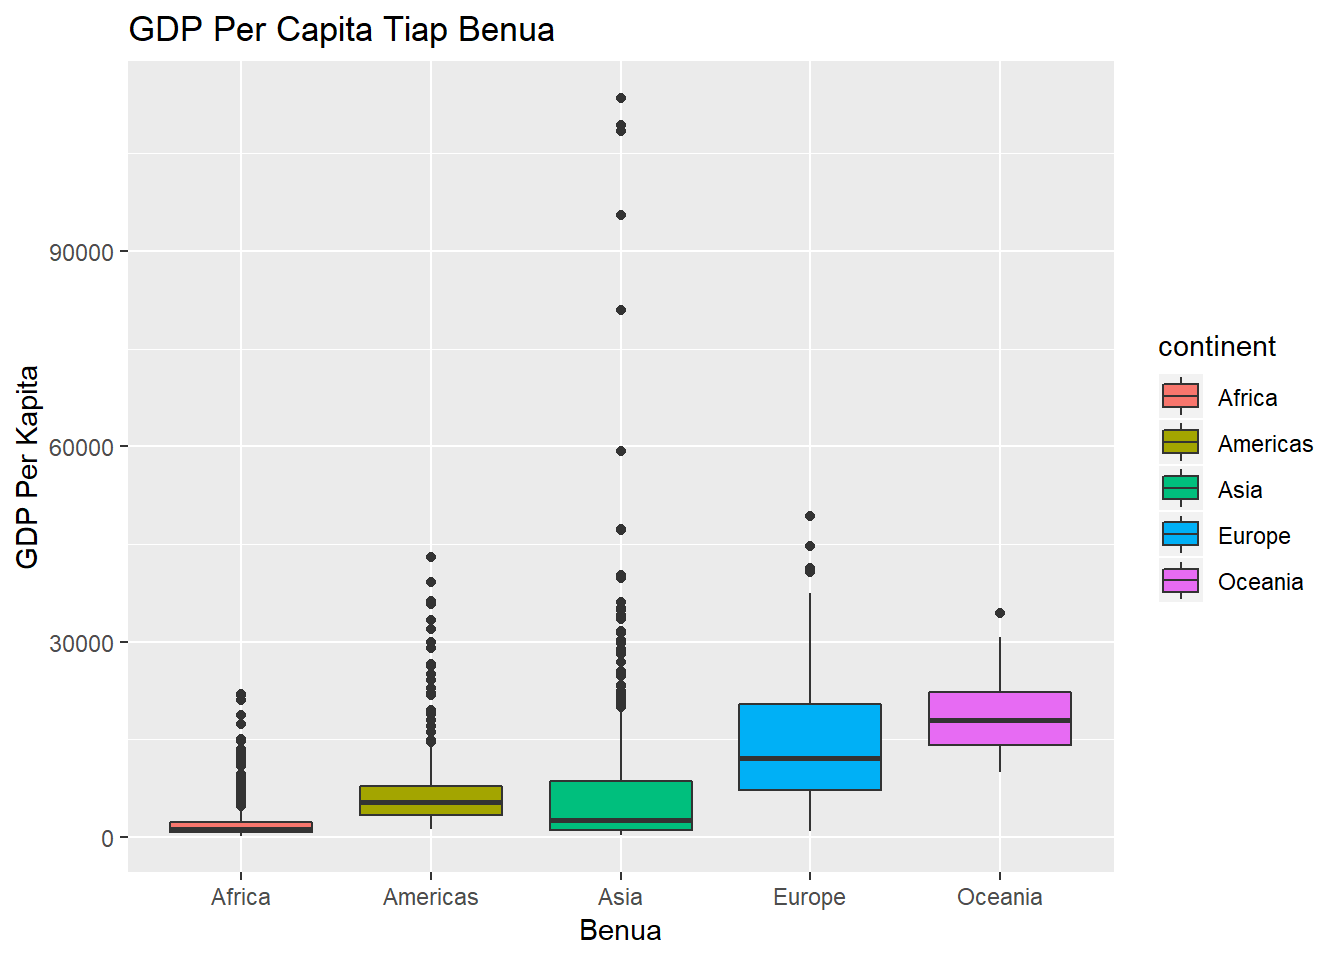 GDP Per Capita Tiap Benua
GDP Per Kapita
90000
60000
30000
0
Africa
Americas
Asia
Europe
Oceania
Benua
continent
Africa
Americas
Asia
Europe
Oceania